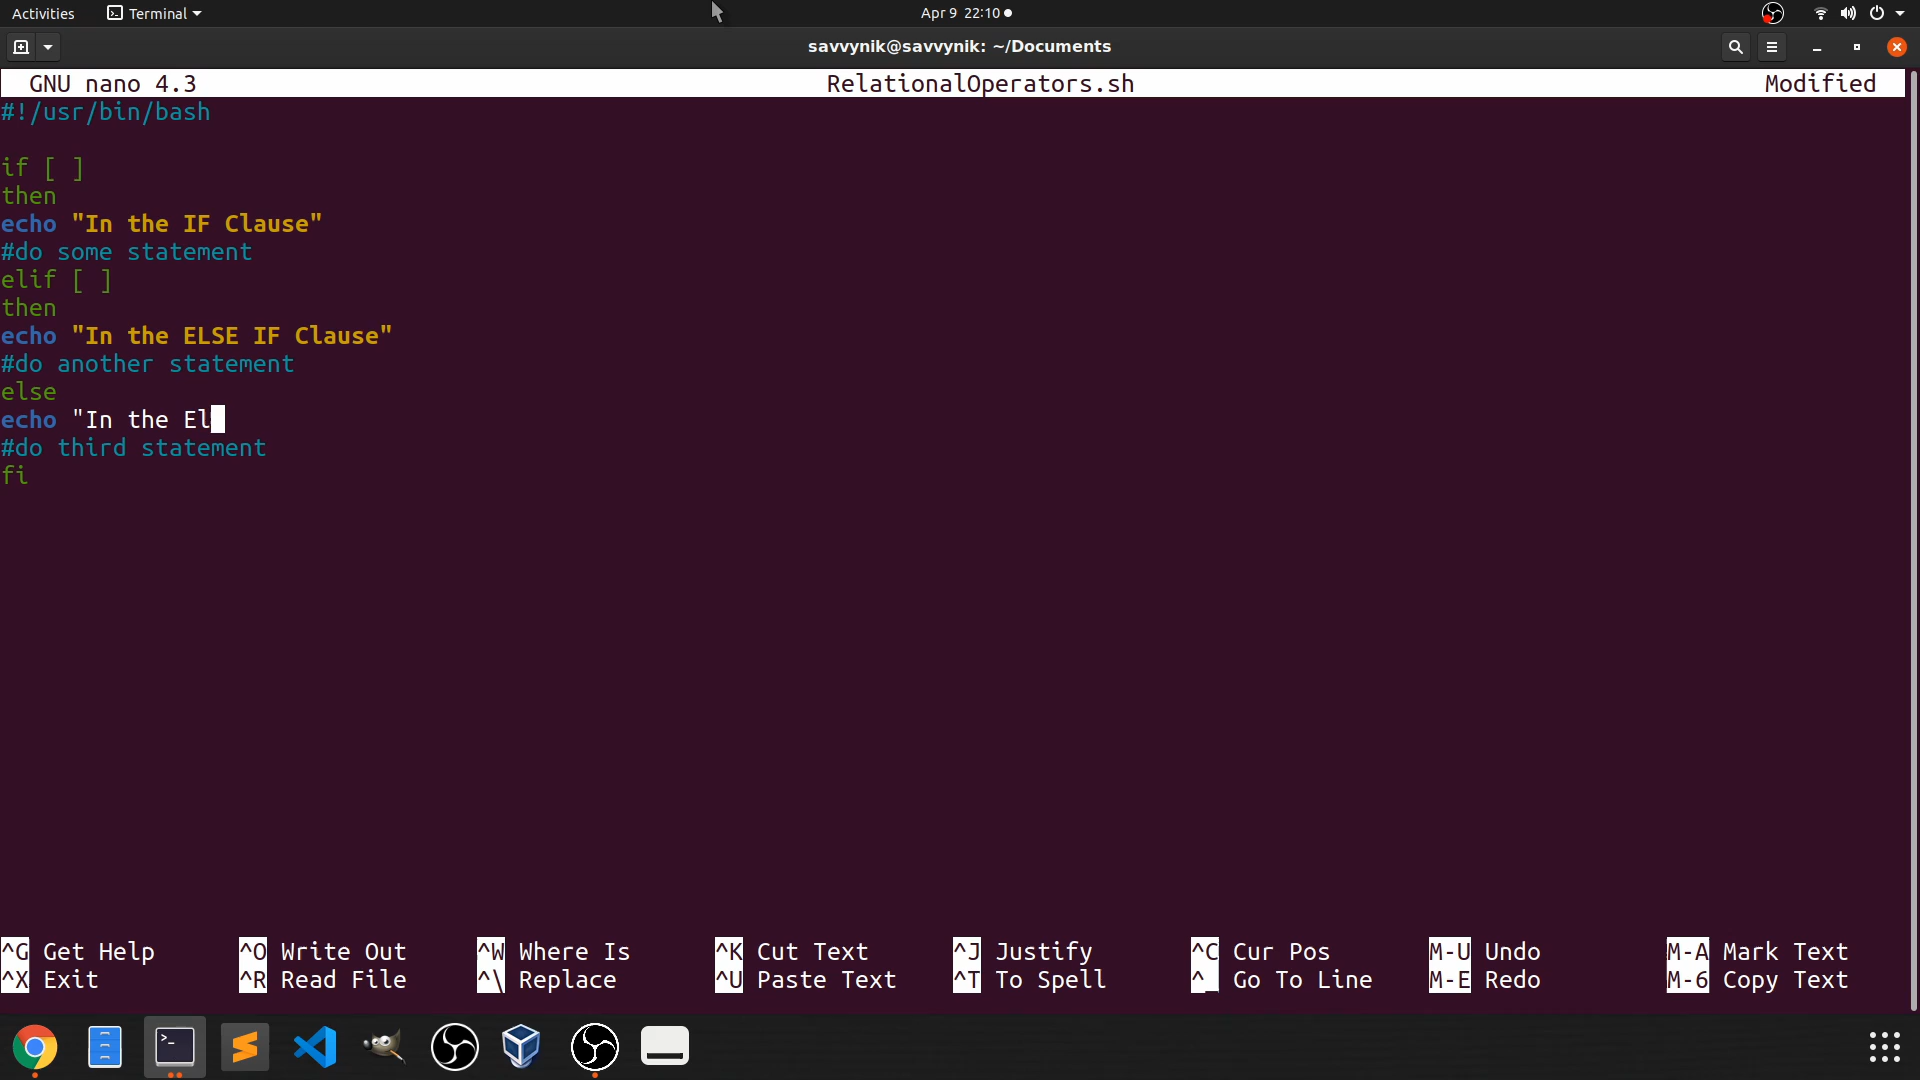 Activities Terminal Apr 9 22:10
savvynik@savvynik: ~/Documents
GNU nano 4.3 RelationalOperators.sh Modified
#!/usr/bin/bash
if [ ]
then
echo "In the IF Clause"
#do some statement
elif [ ]
then
echo "In the ELSE IF Clause"
#do another statement
else
echo "In the El
#do third statement
fi
^G Get Help ^O Write Out ^W Where Is ^K Cut Text ^J Justify ^C Cur Pos M-U Undo M-A Mark Text
^X Exit ^R Read File ^\ Replace ^U Paste Text ^T To Spell ^_ Go To Line M-E Redo M-6 Copy Text